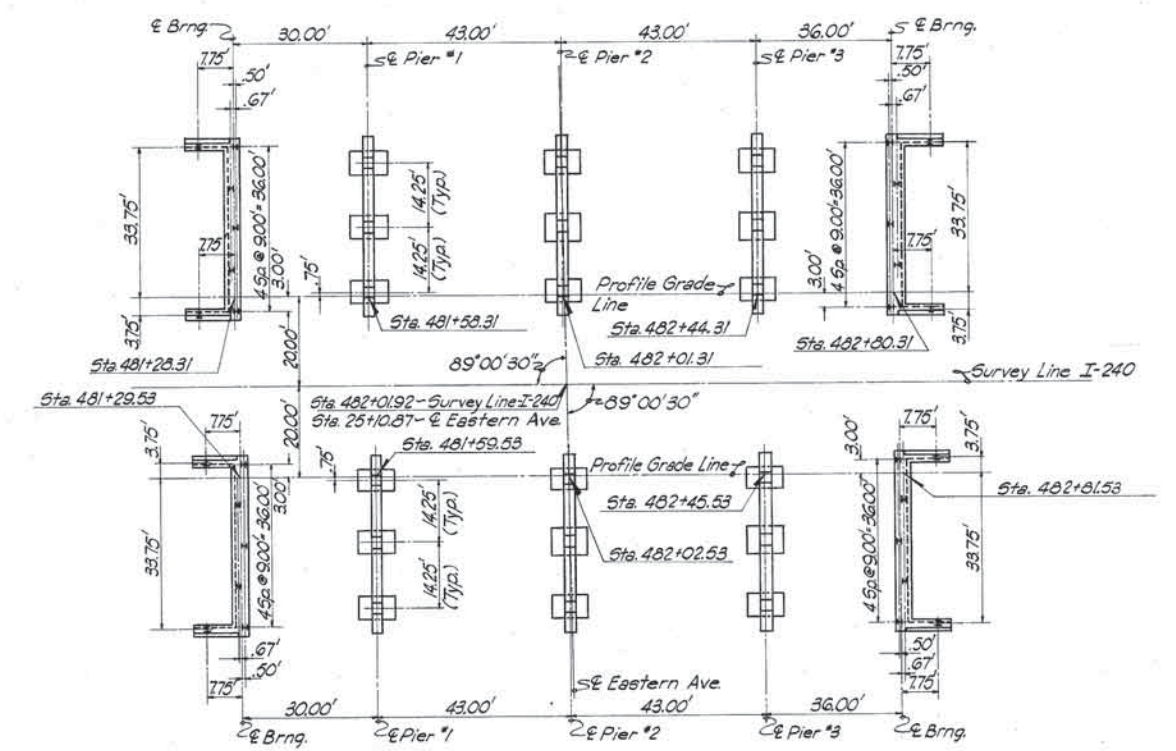 ℄ Brng. 30.00' 43.00' 43.00' 36.00' ℄ Brng.
℄ Pier #1 ℄ Pier #2 ℄ Pier #3
7.75' 7.75'
.50' .50'
.67' .67'
33.75'
7.75'
4 Sp. @ 9.00' = 36.00'
3.00'
3.75'
14.25'
(Typ.)
14.25'
(Typ.)
.75'
Profile Grade
Line
3.00'
4 Sp. @ 9.00' = 36.00'
7.75'
33.75'
3.75'
Sta. 481+58.31
Sta. 482+44.31
Sta. 482+80.31
Sta. 481+28.31
20.00'
89°00'30"
Sta. 482+01.31
Survey Line I-240
Sta. 481+29.53
Sta. 482+01.92 - Survey Line I-240
Sta. 25+10.87 - ℄ Eastern Ave.
89°00'30"
20.00'
7.75'
3.75'
3.00'
Sta. 481+59.53
.75'
Profile Grade Line
3.00'
7.75'
3.75'
Sta. 482+81.53
Sta. 482+45.53
Sta. 482+02.53
33.75'
4 Sp. @ 9.00' = 36.00'
14.25'
(Typ.)
14.25'
(Typ.)
4 Sp. @ 9.00' = 36.00'
33.75'
.67' .50'
.50' .67'
7.75' 7.75'
℄ Eastern Ave.
30.00' 43.00' 43.00' 36.00'
℄ Brng. ℄ Pier #1 ℄ Pier #2 ℄ Pier #3 ℄ Brng.